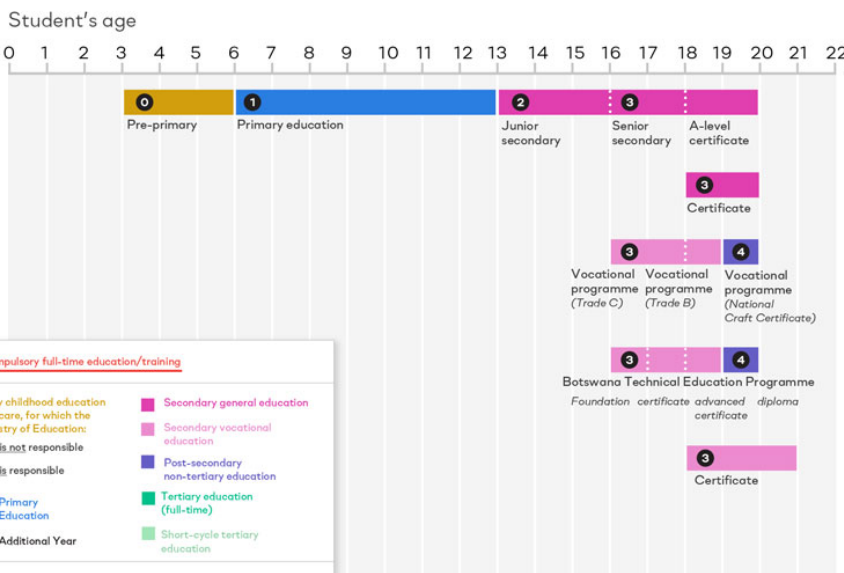 Student's age
0 1 2 3 4 5 6 7 8 9 10 11 12 13 14 15 16 17 18 19 20 21 22
0 1 2 3
Pre-primary Primary education Junior secondary Senior secondary A-level certificate
3
Certificate
3 4
Vocational programme (Trade C) Vocational programme (Trade B) Vocational programme (National Craft Certificate)
3 4
Botswana Technical Education Programme
Foundation certificate advanced certificate diploma
3
Certificate
full-time education/training
childhood education
care, for which the
of Education:
is not responsible
is responsible
Primary
Education
Additional Year
Secondary general education
Secondary vocational
education
Post-secondary
non-tertiary education
Tertiary education
(full-time)
Short-cycle tertiary
education